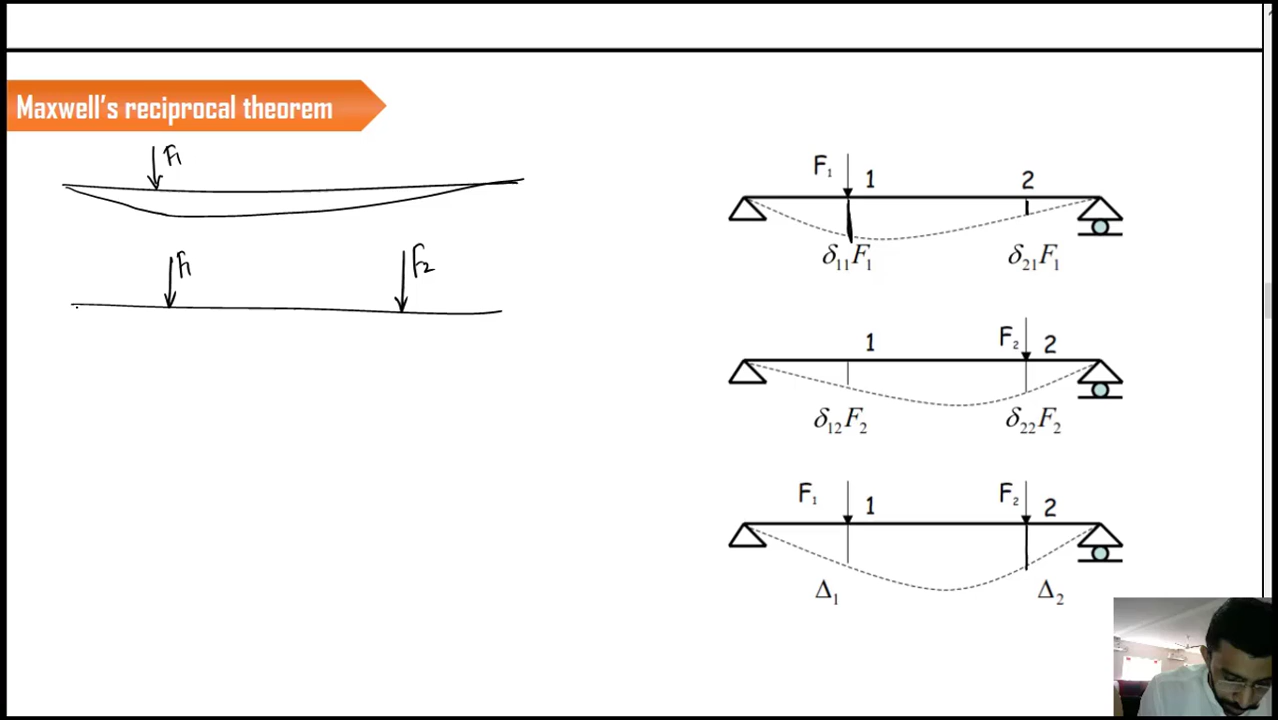 Maxwell's reciprocal theorem
F1
F1 F2
F₁ 1 2
δ₁₁F₁ δ₂₁F₁
1 F₂ 2
δ₁₂F₂ δ₂₂F₂
F₁ 1 F₂ 2
Δ₁ Δ₂